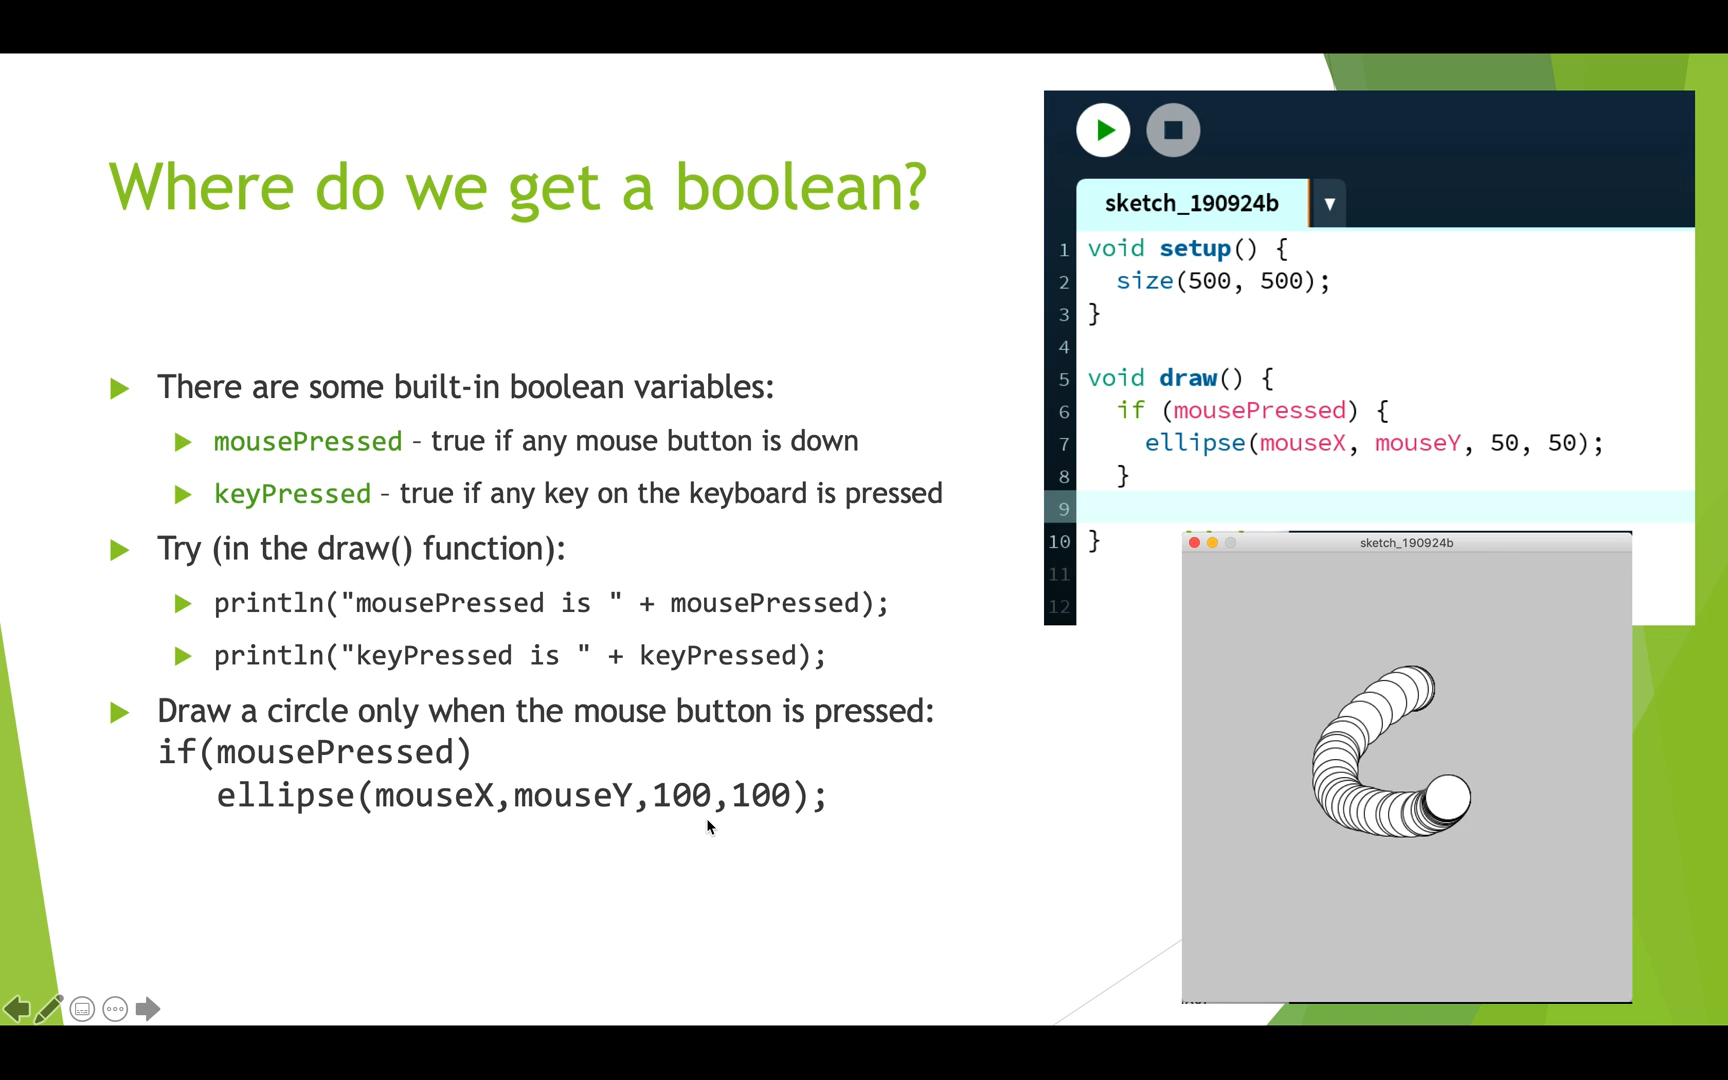 Where do we get a boolean?
There are some built-in boolean variables:
mousePressed – true if any mouse button is down
keyPressed – true if any key on the keyboard is pressed
Try (in the draw() function):
println("mousePressed is " + mousePressed);
println("keyPressed is " + keyPressed);
Draw a circle only when the mouse button is pressed:
if(mousePressed)
ellipse(mouseX,mouseY,100,100);
sketch_190924b
1 void setup() {
2 size(500, 500);
3 }
4
5 void draw() {
6 if (mousePressed) {
7 ellipse(mouseX, mouseY, 50, 50);
8 }
9
10 }
11
12
sketch_190924b